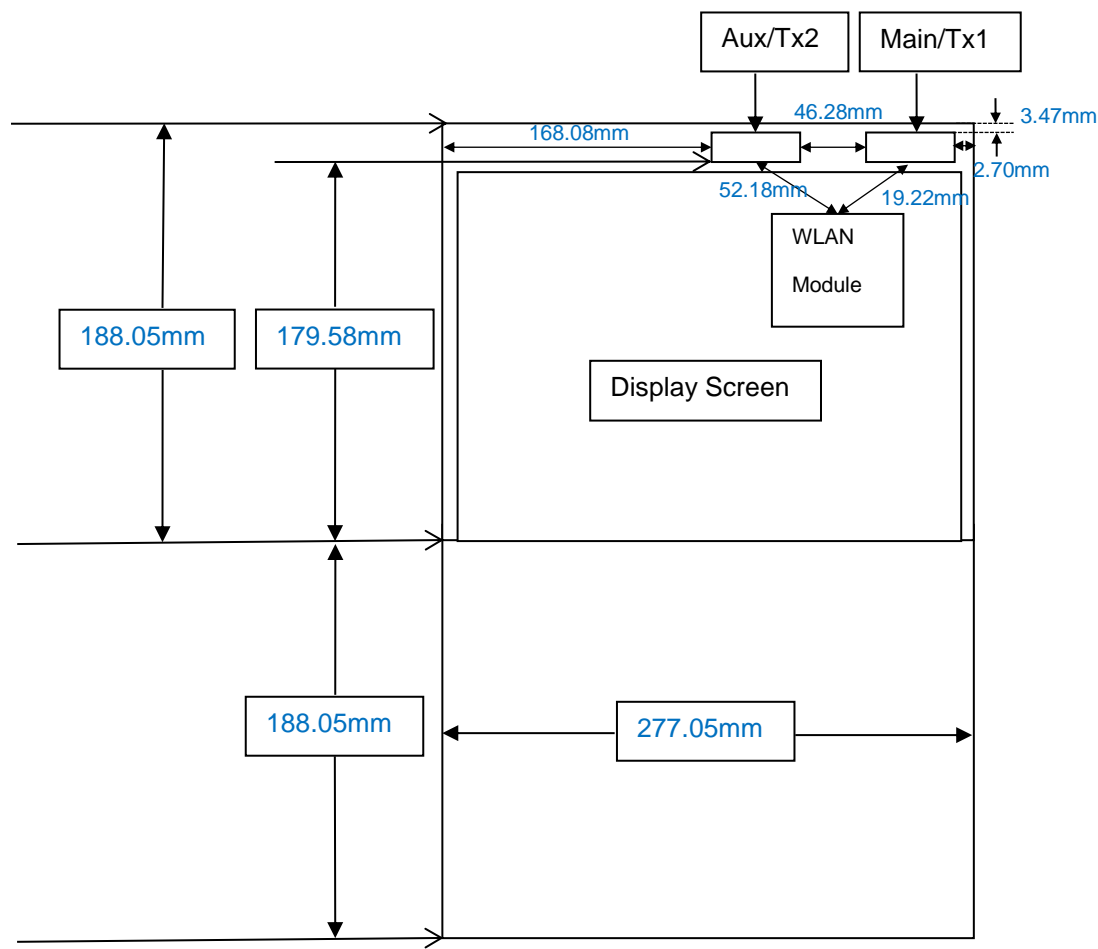 Aux/Tx2
Main/Tx1
46.28mm
3.47mm
168.08mm
2.70mm
52.18mm
19.22mm
WLAN
Module
188.05mm
179.58mm
Display Screen
188.05mm
277.05mm